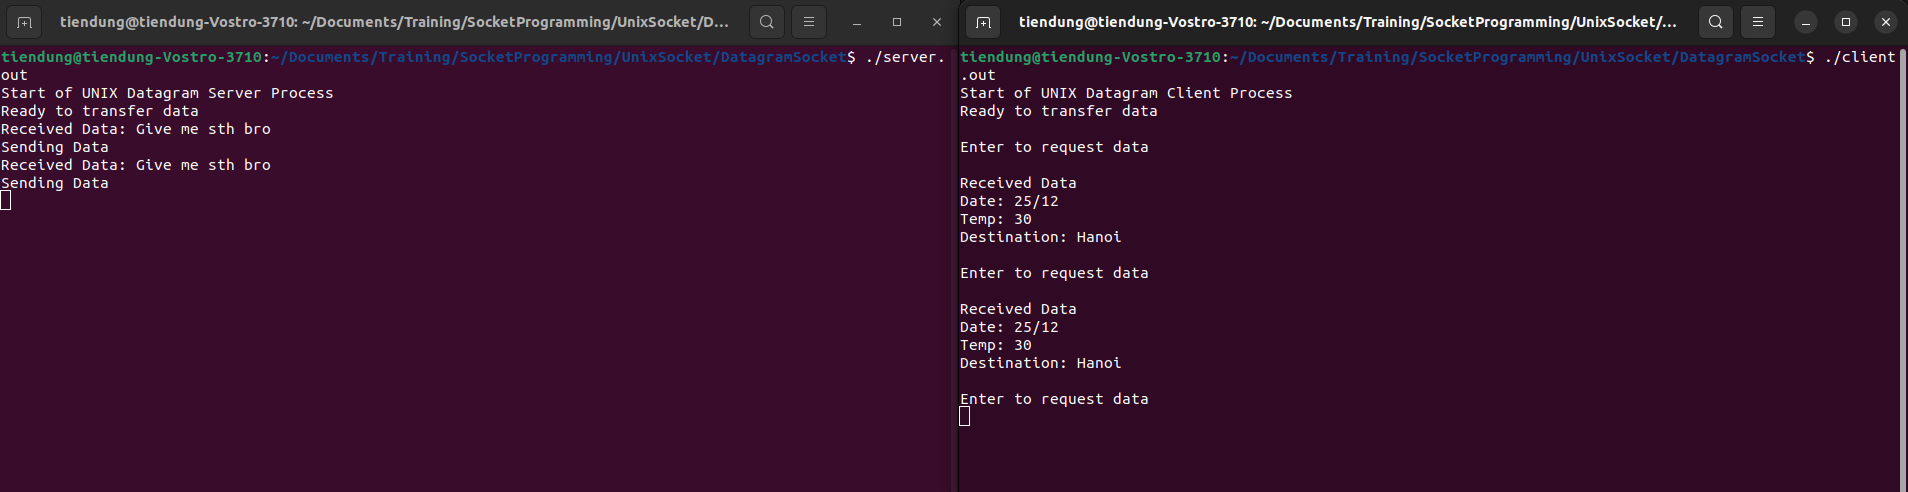 tiendung@tiendung-Vostro-3710: ~/Documents/Training/SocketProgramming/UnixSocket/D...
tiendung@tiendung-Vostro-3710:~/Documents/Training/SocketProgramming/UnixSocket/DatagramSocket$ ./server.
out
Start of UNIX Datagram Server Process
Ready to transfer data
Received Data: Give me sth bro
Sending Data
Received Data: Give me sth bro
Sending Data
tiendung@tiendung-Vostro-3710: ~/Documents/Training/SocketProgramming/UnixSocket/...
tiendung@tiendung-Vostro-3710:~/Documents/Training/SocketProgramming/UnixSocket/DatagramSocket$ ./client
.out
Start of UNIX Datagram Client Process
Ready to transfer data
Enter to request data
Received Data
Date: 25/12
Temp: 30
Destination: Hanoi
Enter to request data
Received Data
Date: 25/12
Temp: 30
Destination: Hanoi
Enter to request data